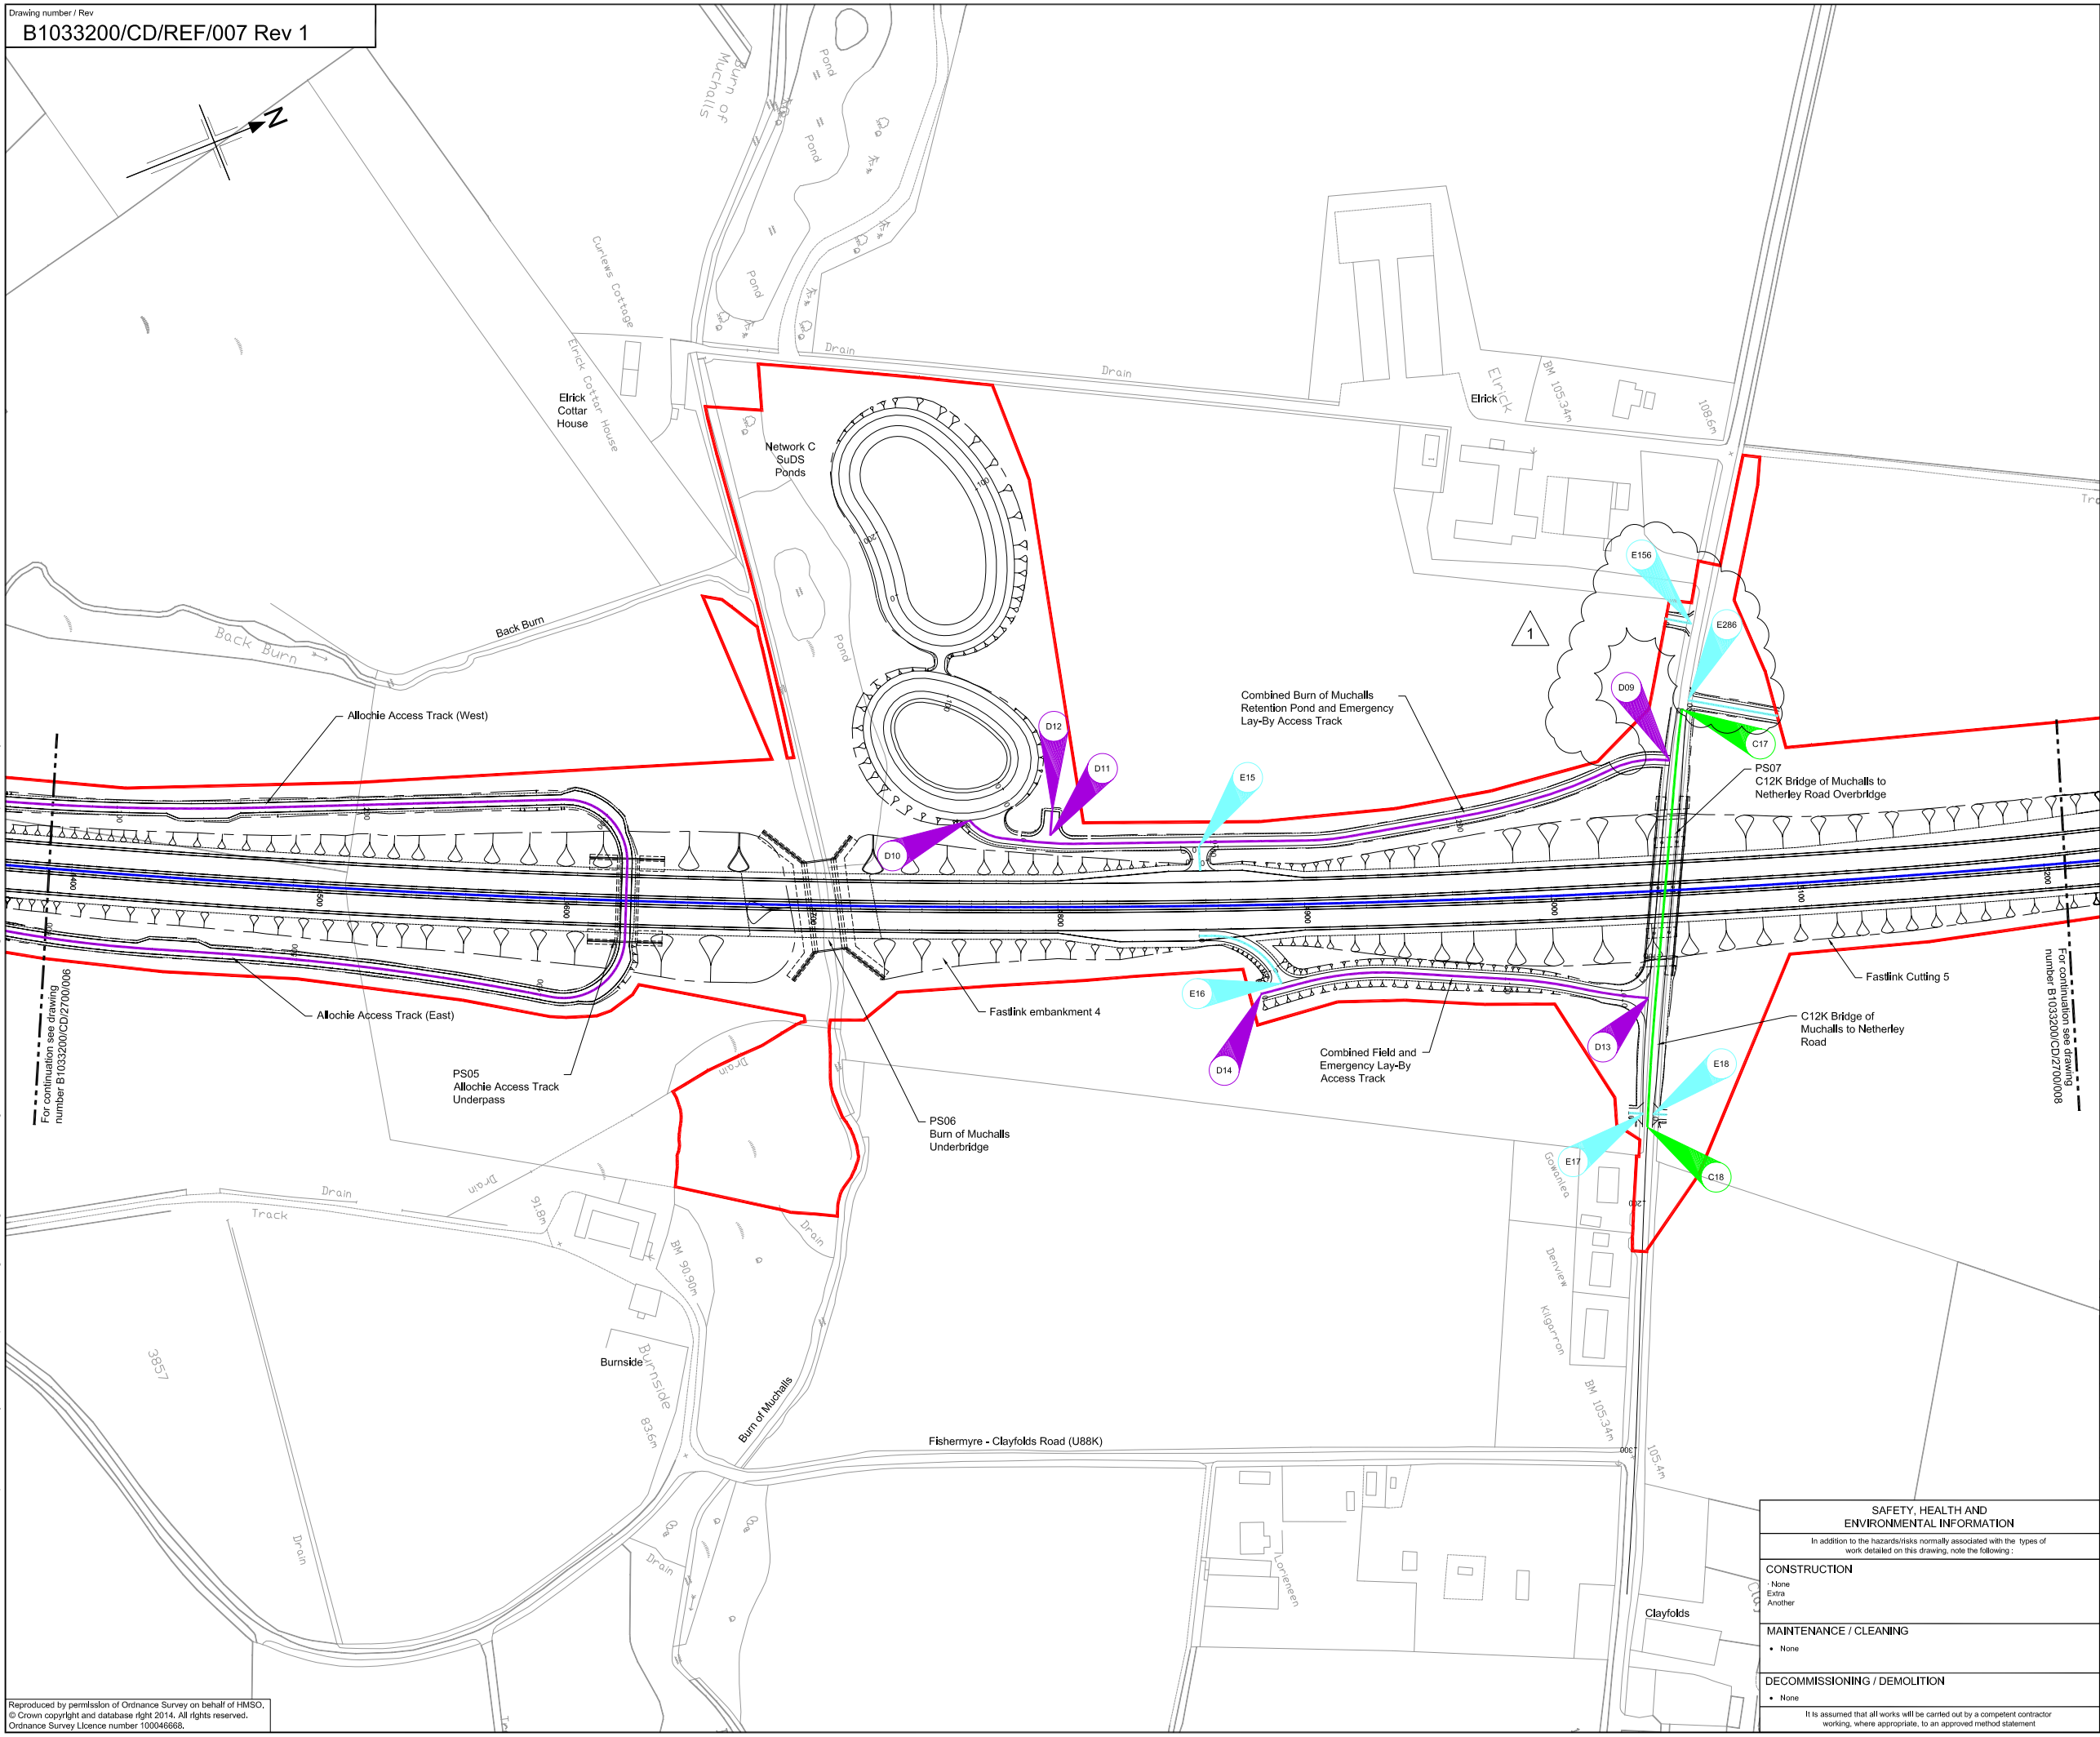 Drawing number / Rev
B1033200/CD/REF/007 Rev 1
N
Burn of
Muchalls
Pond
Pond
Pond
Curlews Cottage
Elrick Cottar House
Elrick
Cottar
House
Drain
Drain
Elrick
Elrick
BM 105.34m
108.6m
Network C
SuDS
Ponds
100
200
0
Pond
100
Back Burn
Back Burn
1
E156
E286
D09
C17
D12
D11
E15
D10
Combined Burn of Muchalls
Retention Pond and Emergency
Lay-By Access Track
PS07
C12K Bridge of Muchalls to
Netherley Road Overbridge
Allochie Access Track (West)
Allochie Access Track (East)
PS05
Allochie Access Track
Underpass
PS06
Burn of Muchalls
Underbridge
Fastlink embankment 4
E16
D14
D13
E18
E17
C18
Combined Field and
Emergency Lay-By
Access Track
Fastlink Cutting 5
C12K Bridge of
Muchalls to Netherley
Road
For continuation see drawing
number B1033200/CD/2700/006
For continuation see drawing
number B1033200/CD/2700/008
Drain
Drain
Drain
Drain
Track
91.8m
BM 90.90m
Burnside
Burnside
83.6m
3857
Drain
Drain
Burn of Muchalls
Fishermyre - Clayfolds Road (U88K)
Gowanlea
Denview
Kilgarron
BM 105.34m
105.4m
200
300
Lorieneen
Clayfolds
SAFETY, HEALTH AND
ENVIRONMENTAL INFORMATION
In addition to the hazards/risks normally associated with the types of
work detailed on this drawing, note the following :
CONSTRUCTION
· None
Extra
Another
MAINTENANCE / CLEANING
• None
DECOMMISSIONING / DEMOLITION
• None
It is assumed that all works will be carried out by a competent contractor
working, where appropriate, to an approved method statement
Reproduced by permission of Ordnance Survey on behalf of HMSO.
© Crown copyright and database right 2014. All rights reserved.
Ordnance Survey Licence number 100046668.